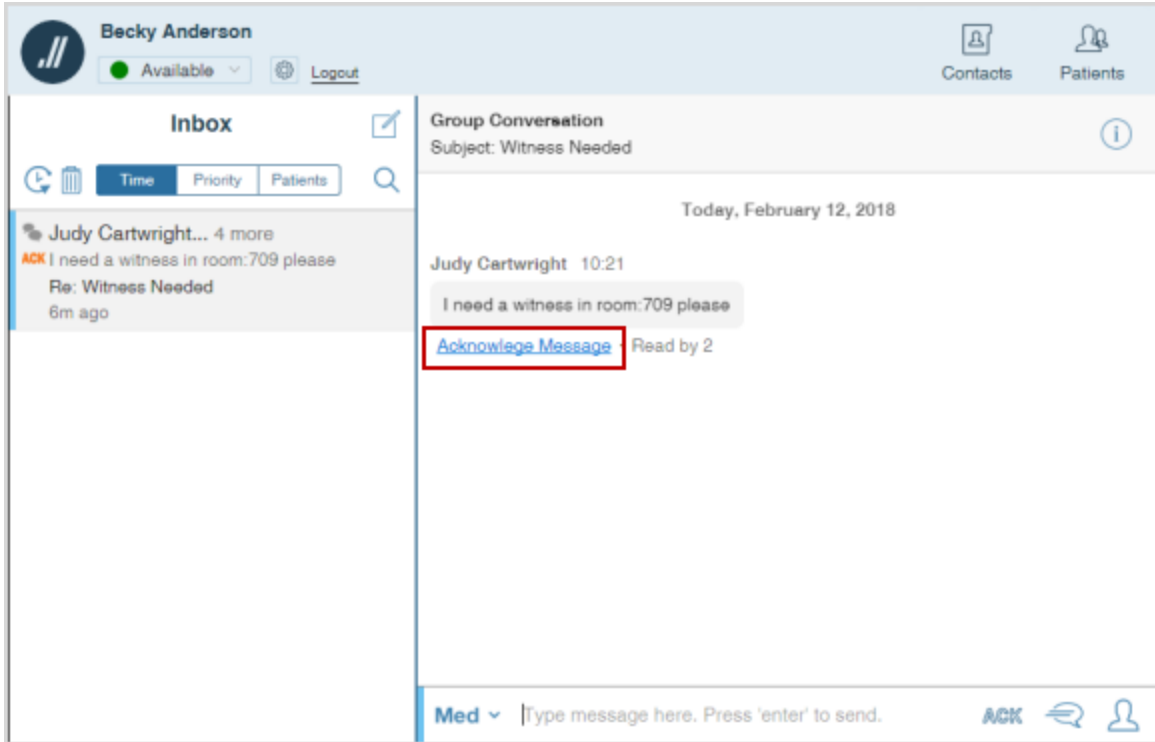 Becky Anderson
Available
Logout
Contacts
Patients
Inbox
Time
Priority
Patients
Judy Cartwright... 4 more
ACK I need a witness in room:709 please
Re: Witness Needed
6m ago
Group Conversation
Subject: Witness Needed
Today, February 12, 2018
Judy Cartwright 10:21
I need a witness in room:709 please
Acknowlege Message · Read by 2
Med
Type message here. Press 'enter' to send.
ACK